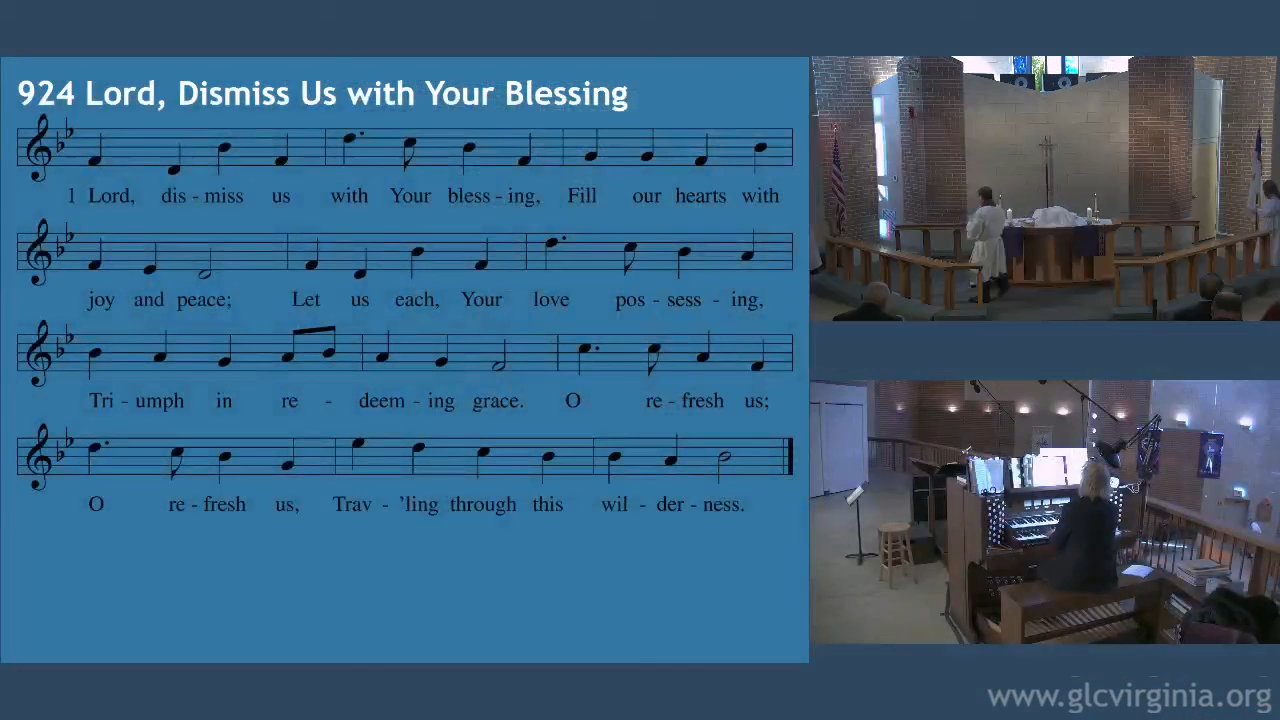 924 Lord, Dismiss Us with Your Blessing
1 Lord, dis - miss us with Your bless - ing, Fill our hearts with
joy and peace; Let us each, Your love pos - sess - ing,
Tri - umph in re - deem - ing grace. O re - fresh us;
O re - fresh us, Trav - ’ling through this wil - der - ness.
www.glcvirginia.org